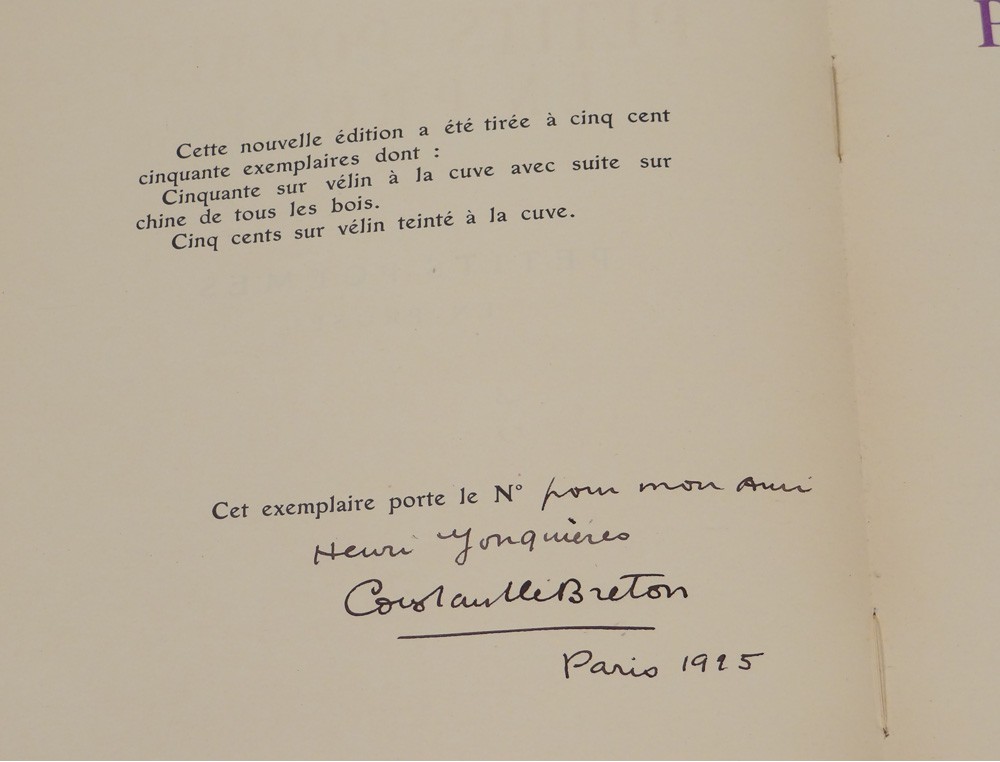 Cette nouvelle édition a été tirée à cinq cent
cinquante exemplaires dont :
Cinquante sur vélin à la cuve avec suite sur
chine de tous les bois.
Cinq cents sur vélin teinté à la cuve.
Cet exemplaire porte le N° pour mon ami
Henri Jonquières
Constant Le Breton
Paris 1925